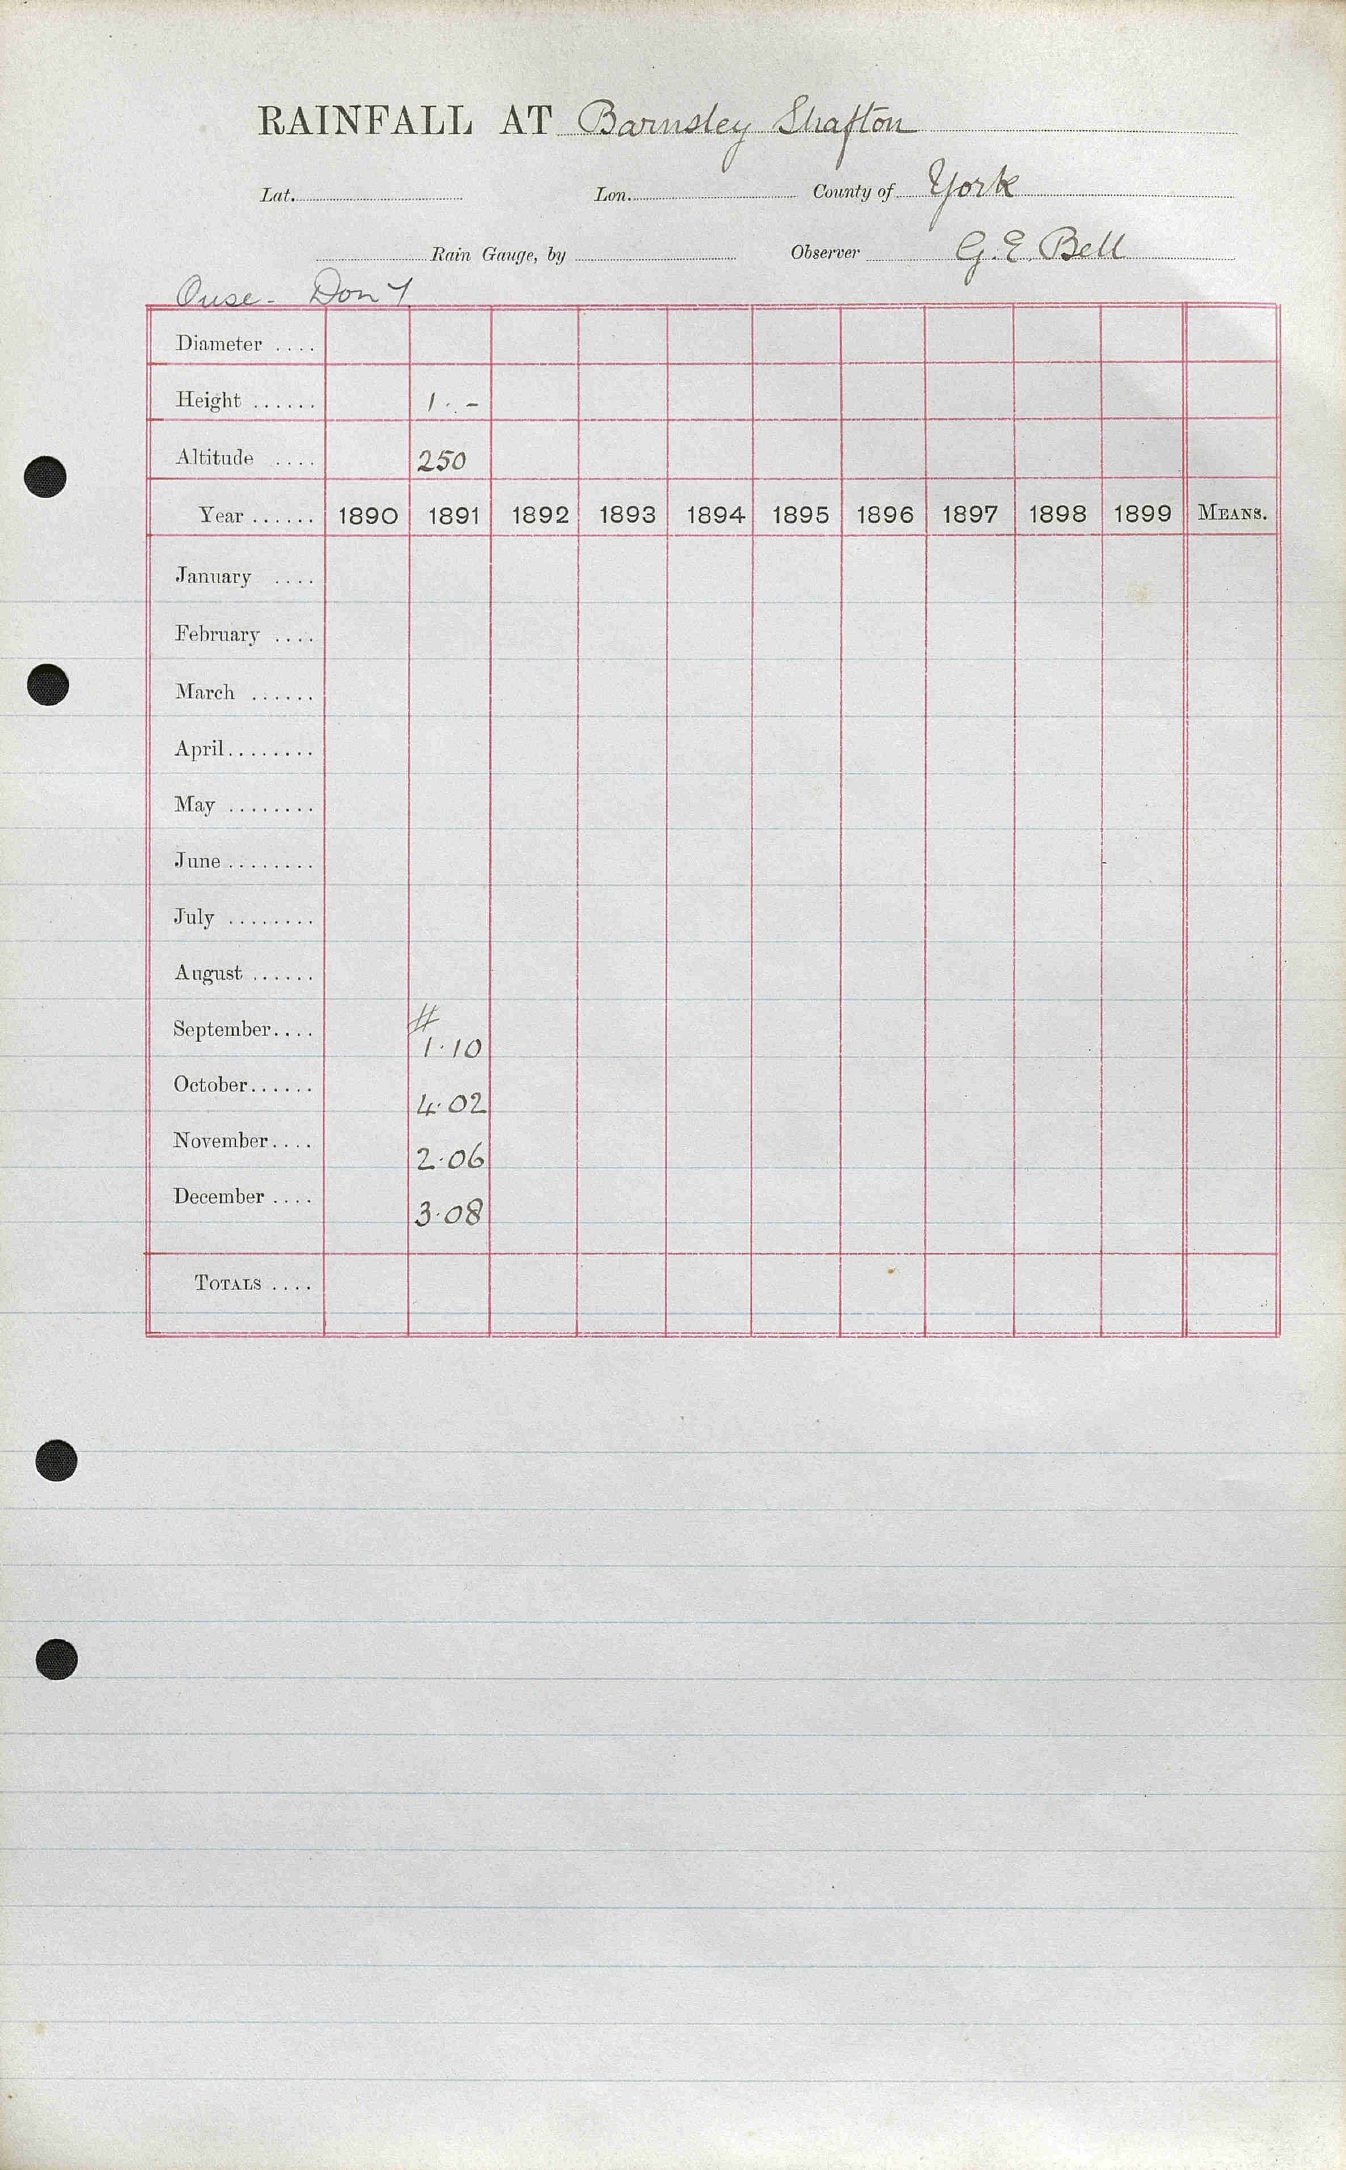 RAINFALL AT Barnsley Shafton
Lat. Lon. County of York
Rain Gauge, by Observer G. E. Bell
Ouse - Don 7
Diameter ....
Height ...... 1 . -
Altitude .... 250
Year ...... 1890 1891 1892 1893 1894 1895 1896 1897 1898 1899 MEANS.
January ....
February ....
March ......
April ........
May ........
June ........
July ........
August ......
September .... # 1.10
October ...... 4.02
November .... 2.06
December .... 3.08
TOTALS ....